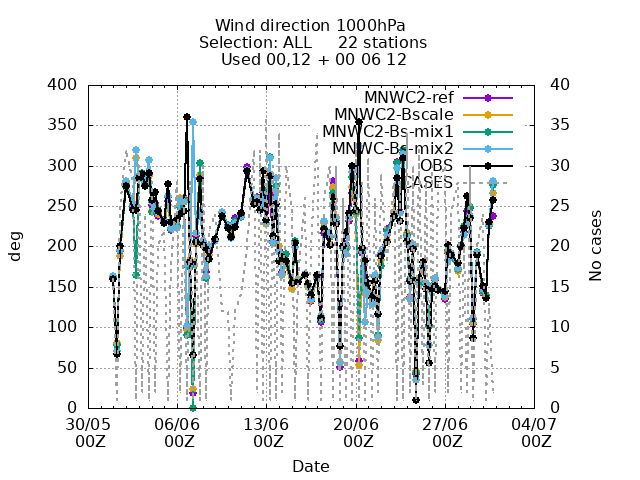 Wind direction 1000hPa
Selection: ALL     22 stations
Used 00,12 + 00 06 12
400
350
300
250
200
150
100
50
0
deg
40
35
30
25
20
15
10
5
0
No cases
MNWC2-ref
MNWC2-Bscale
MNWC2-Bs-mix1
MNWC-Bs-mix2
OBS
CASES
30/05 06/06 13/06 20/06 27/06 04/07
00Z 00Z 00Z 00Z 00Z 00Z
Date